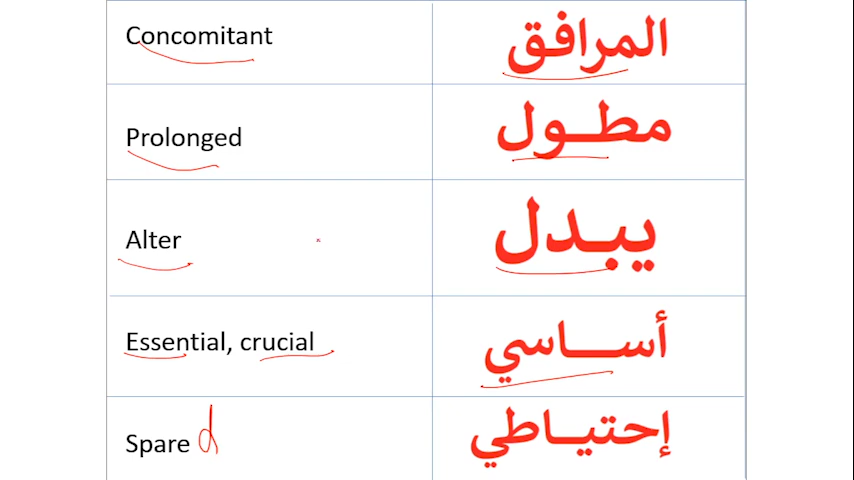 Concomitant المرافق
Prolonged مطـول
Alter يبـدل
Essential, crucial أســـاسي
Spare d إحتيـاطي